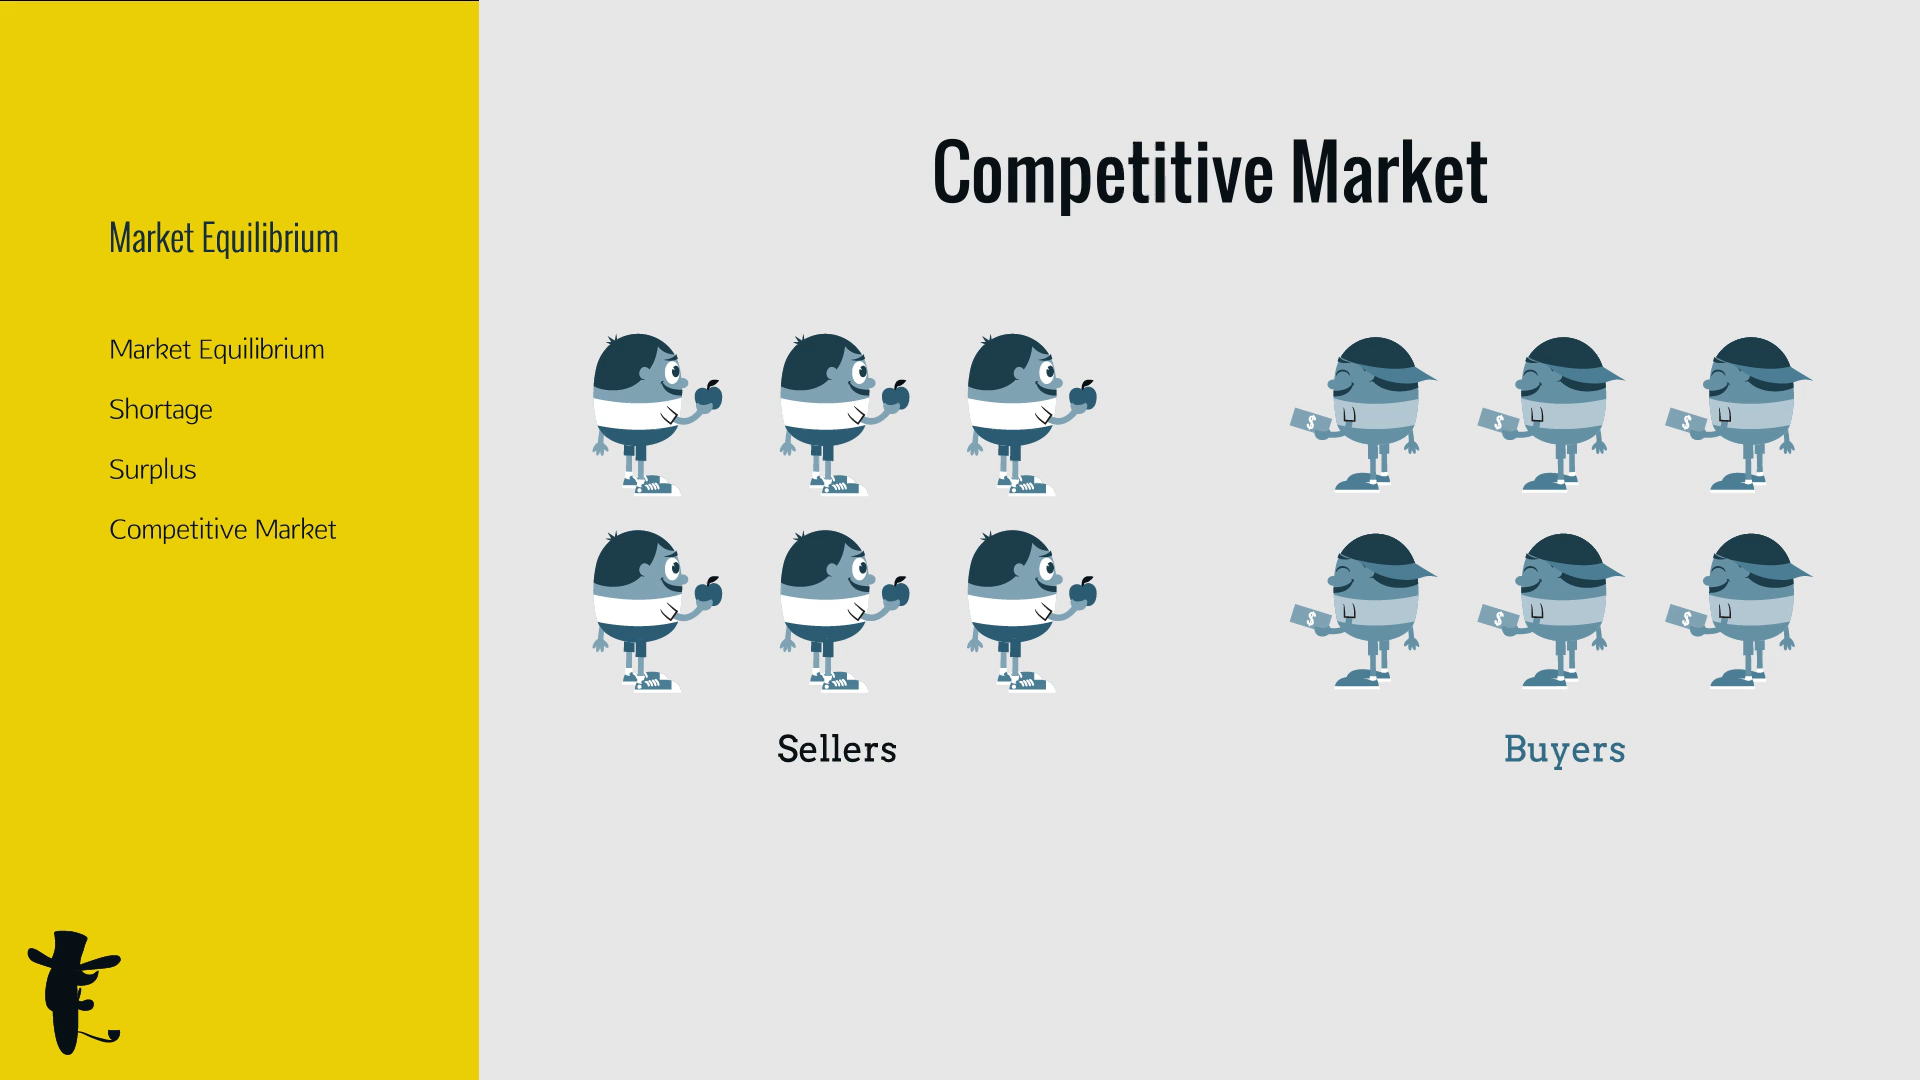 Market Equilibrium
Market Equilibrium
Shortage
Surplus
Competitive Market
Competitive Market
$ $ $
$ $ $
Sellers
Buyers